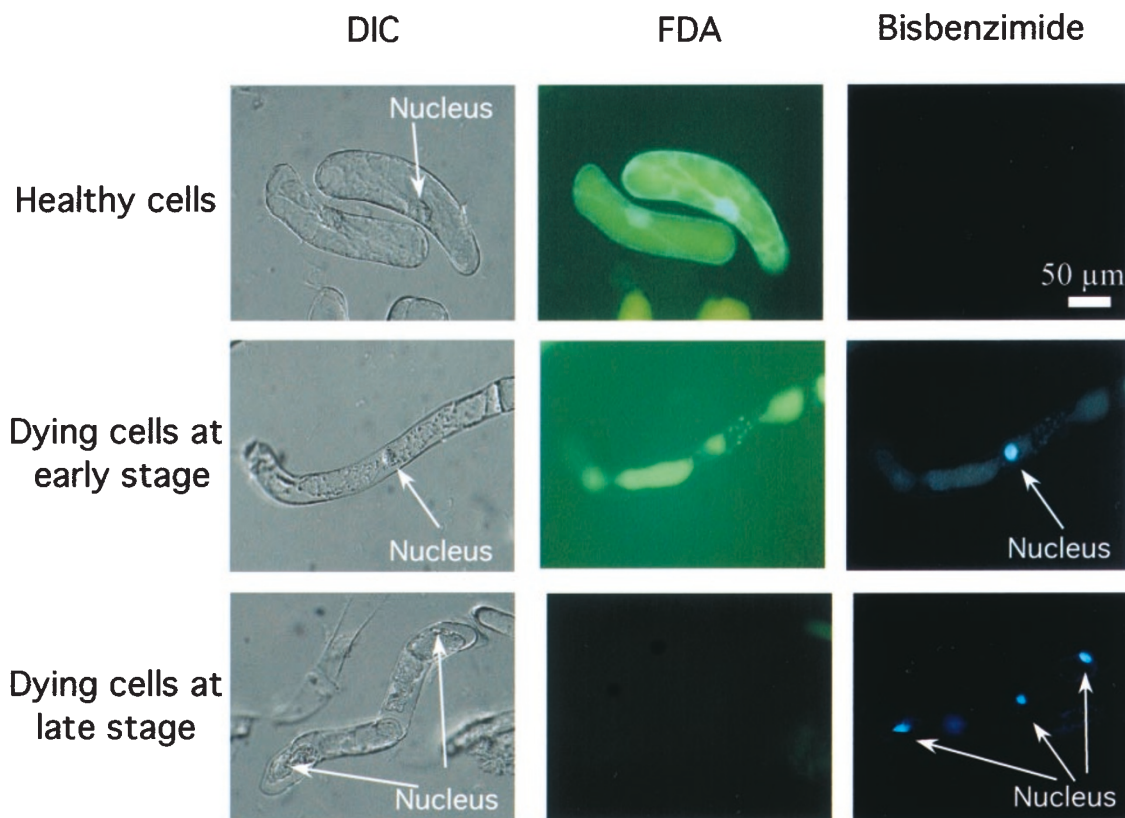 DIC
FDA
Bisbenzimide
Healthy cells
Nucleus
50 µm
Dying cells at
early stage
Nucleus
Nucleus
Dying cells at
late stage
Nucleus
Nucleus